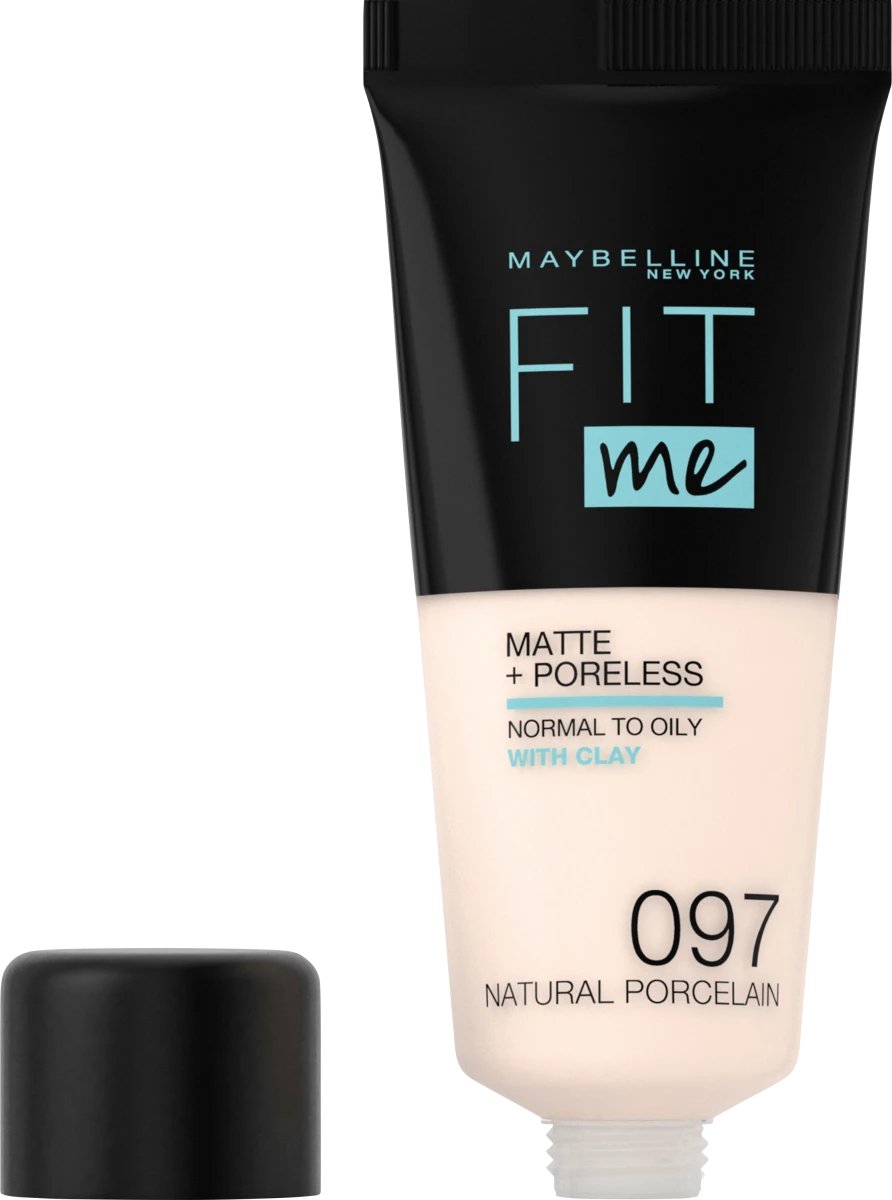 MAYBELLINE
NEW YORK
FIT
me
MATTE
+ PORELESS
NORMAL TO OILY
WITH CLAY
097
NATURAL PORCELAIN